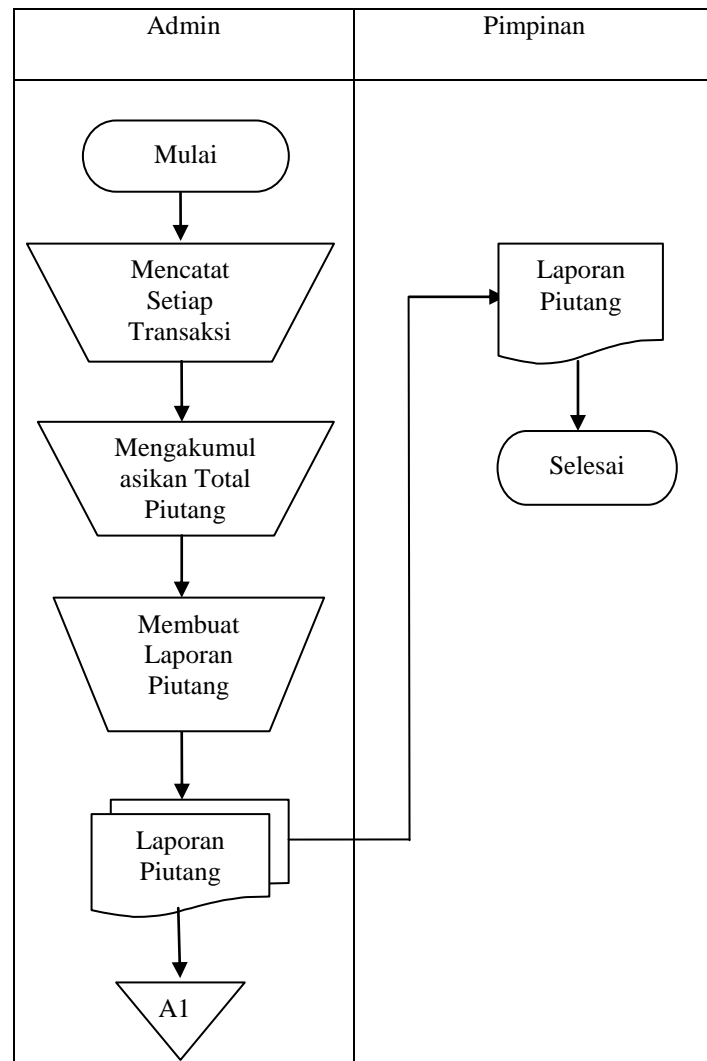 Admin
Pimpinan
Mulai
Mencatat
Setiap
Transaksi
Mengakumul
asikan Total
Piutang
Membuat
Laporan
Piutang
Laporan
Piutang
A1
Laporan
Piutang
Selesai